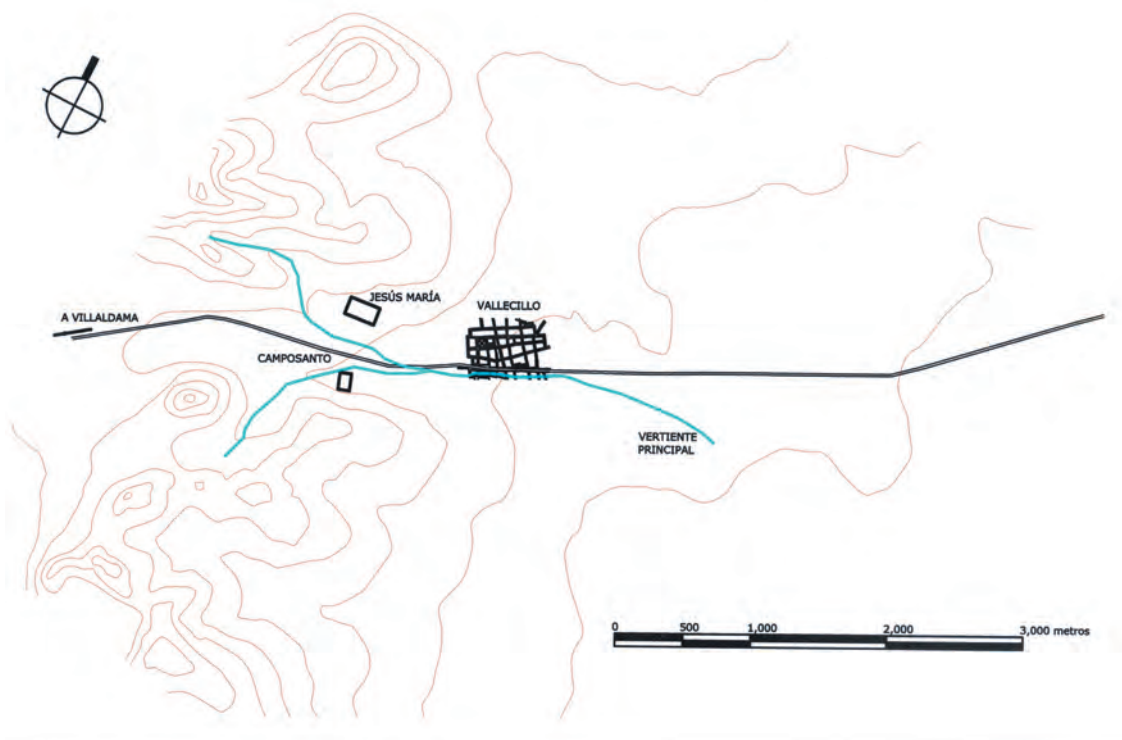 JESÚS MARÍA
VALLECILLO
A VILLALDAMA
CAMPOSANTO
VERTIENTE
PRINCIPAL
0 500 1,000 2,000 3,000 metros